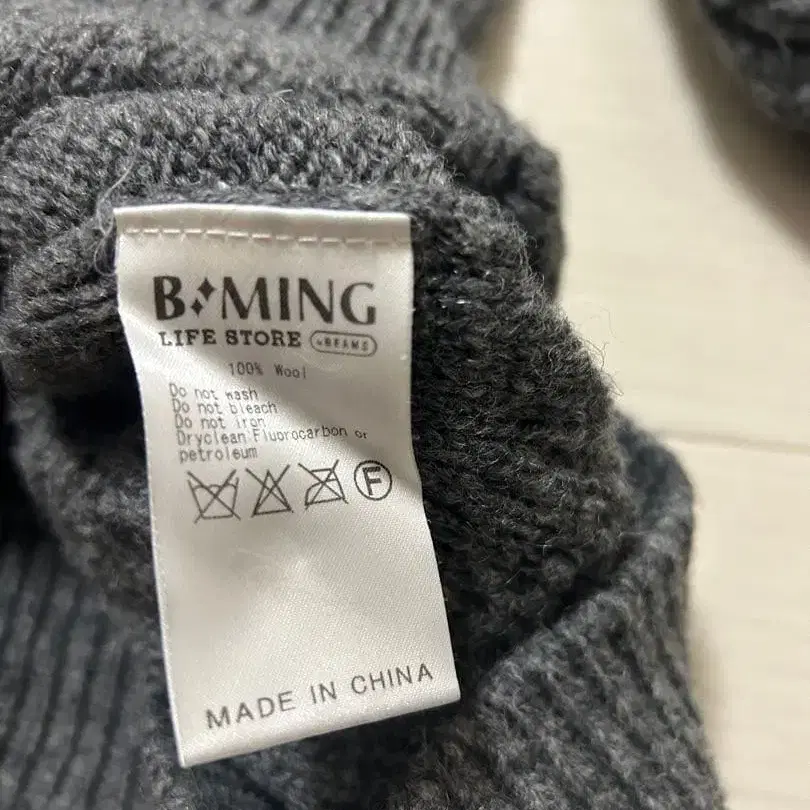 B MING
LIFE STORE by BEAMS
100% Wool
Do not wash
Do not bleach
Do not iron
Dryclean Fluorocarbon or
petroleum
F
MADE IN CHINA